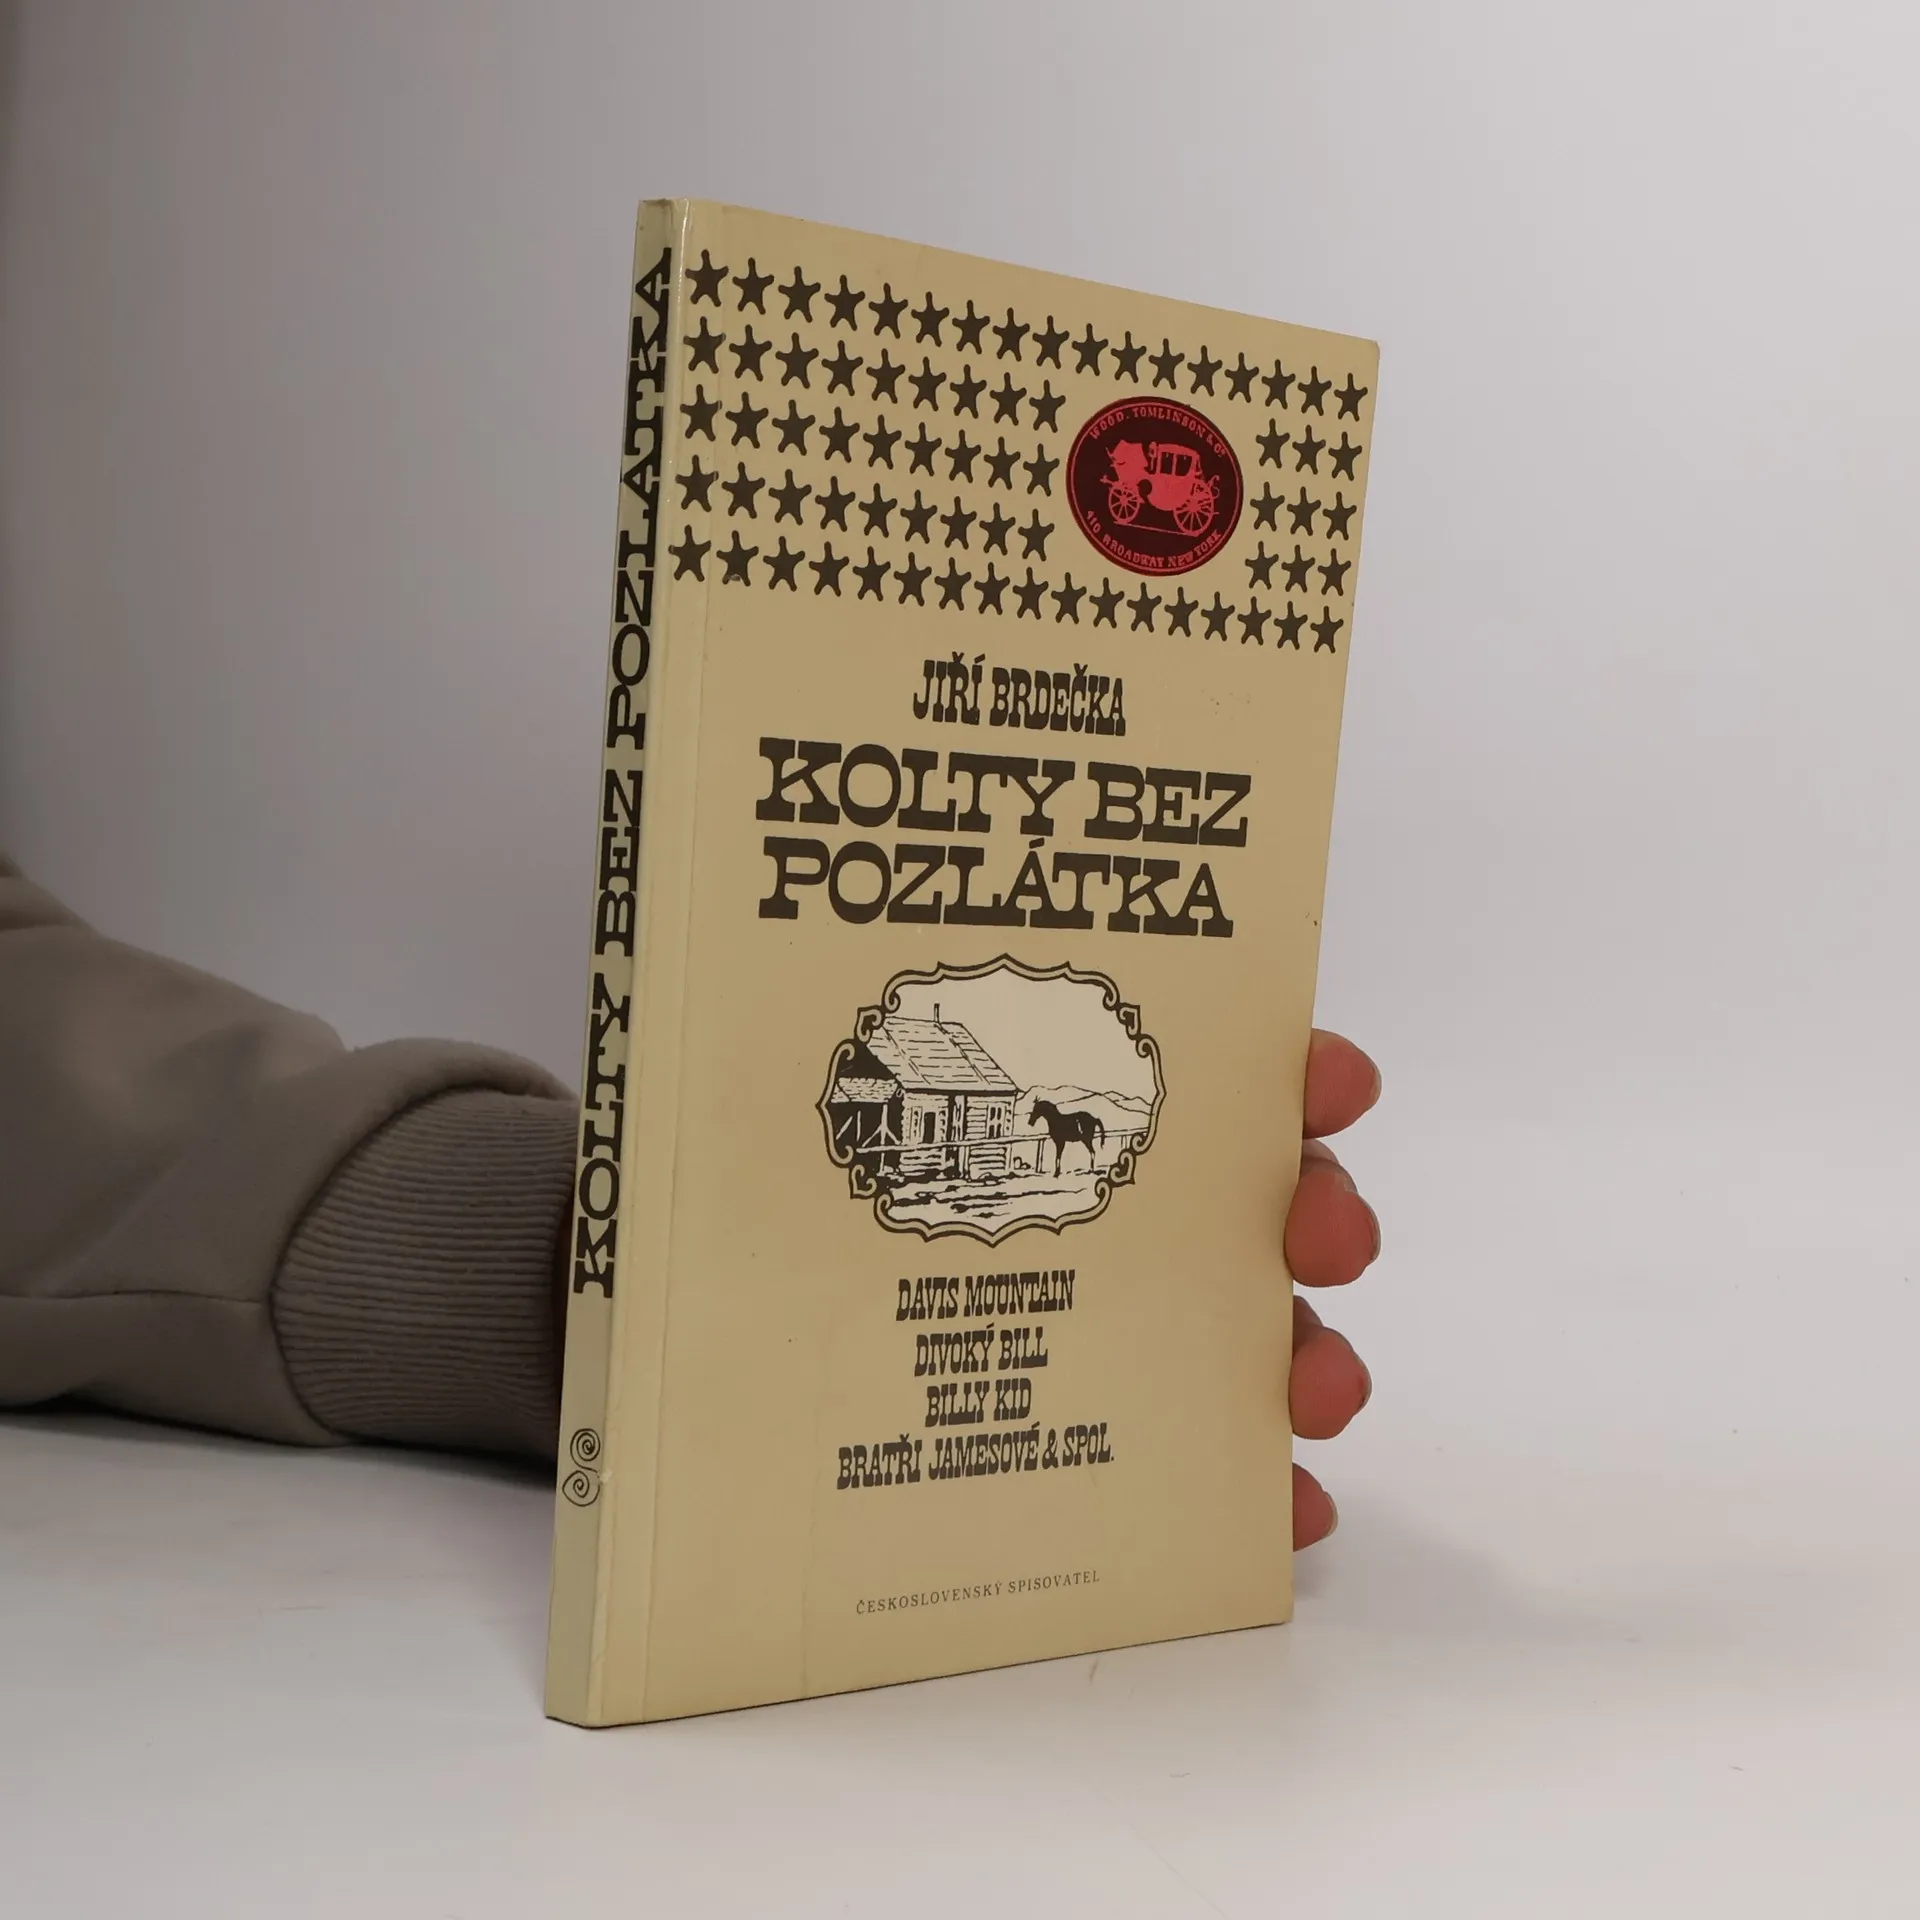 KOLTY BEZ POZLÁTKA
WOOD. TOMLINSON & Co.
410 BROADWAY NEW YORK
JIŘÍ BRDEČKA
KOLTY BEZ
POZLÁTKA
DAVIS MOUNTAIN
DIVOKÝ BILL
BILLY KID
BRATŘI JAMESOVÉ & SPOL.
ČESKOSLOVENSKÝ SPISOVATEL